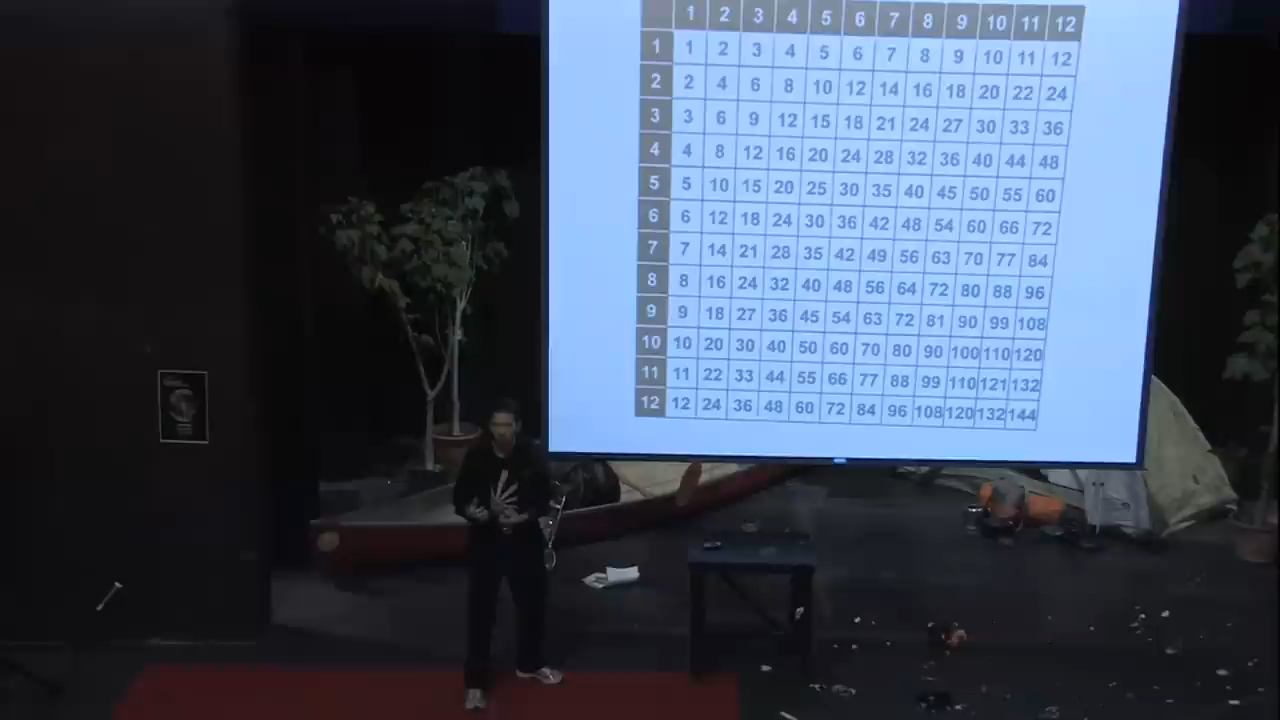 1 2 3 4 5 6 7 8 9 10 11 12
1 1 2 3 4 5 6 7 8 9 10 11 12
2 2 4 6 8 10 12 14 16 18 20 22 24
3 3 6 9 12 15 18 21 24 27 30 33 36
4 4 8 12 16 20 24 28 32 36 40 44 48
5 5 10 15 20 25 30 35 40 45 50 55 60
6 6 12 18 24 30 36 42 48 54 60 66 72
7 7 14 21 28 35 42 49 56 63 70 77 84
8 8 16 24 32 40 48 56 64 72 80 88 96
9 9 18 27 36 45 54 63 72 81 90 99 108
10 10 20 30 40 50 60 70 80 90 100 110 120
11 11 22 33 44 55 66 77 88 99 110 121 132
12 12 24 36 48 60 72 84 96 108 120 132 144